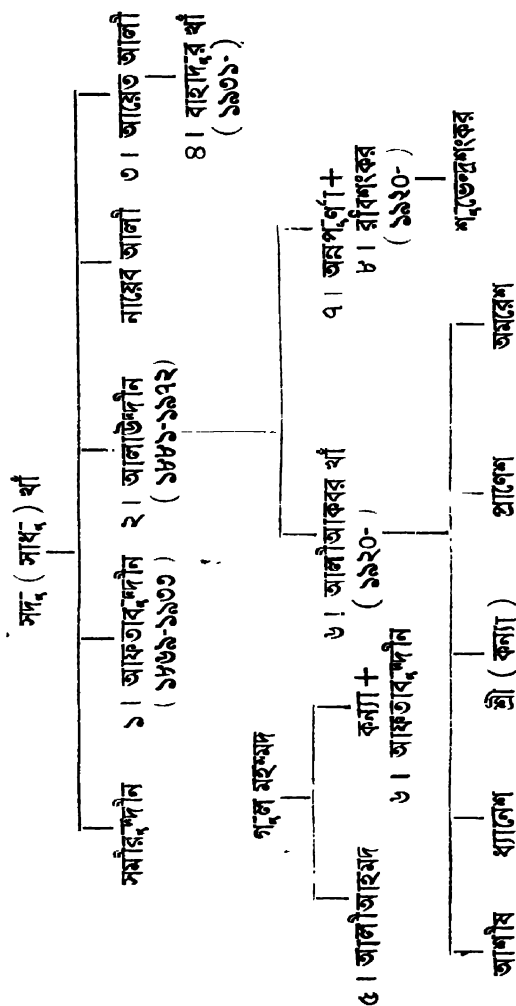 সদু ( সাধু ) খাঁ
সমীরুদ্দীন ১। আফতাবুদ্দীন ২। আলাউদ্দীন নায়েব আলী ৩। আয়েত আলী
( ১৮৬৯-১৯৩৩ ) ( ১৮৮১-১৯৭২ )
৪। বাহাদুর খাঁ
( ১৯৩১-
গুল মহম্মদ
৬। আলীআকবর খাঁ ৭। অন্নপূর্ণা +
( ১৯২০- ) ৮। রবিশংকর
( ১৯২০- )
৫। আলীআহমদ কন্যা +
৬। আফতাবুদ্দীন
শুভেন্দ্রশংকর
আশীষ ধ্যানেশ শ্রী ( কন্যা ) প্রাণেশ অমরেশ